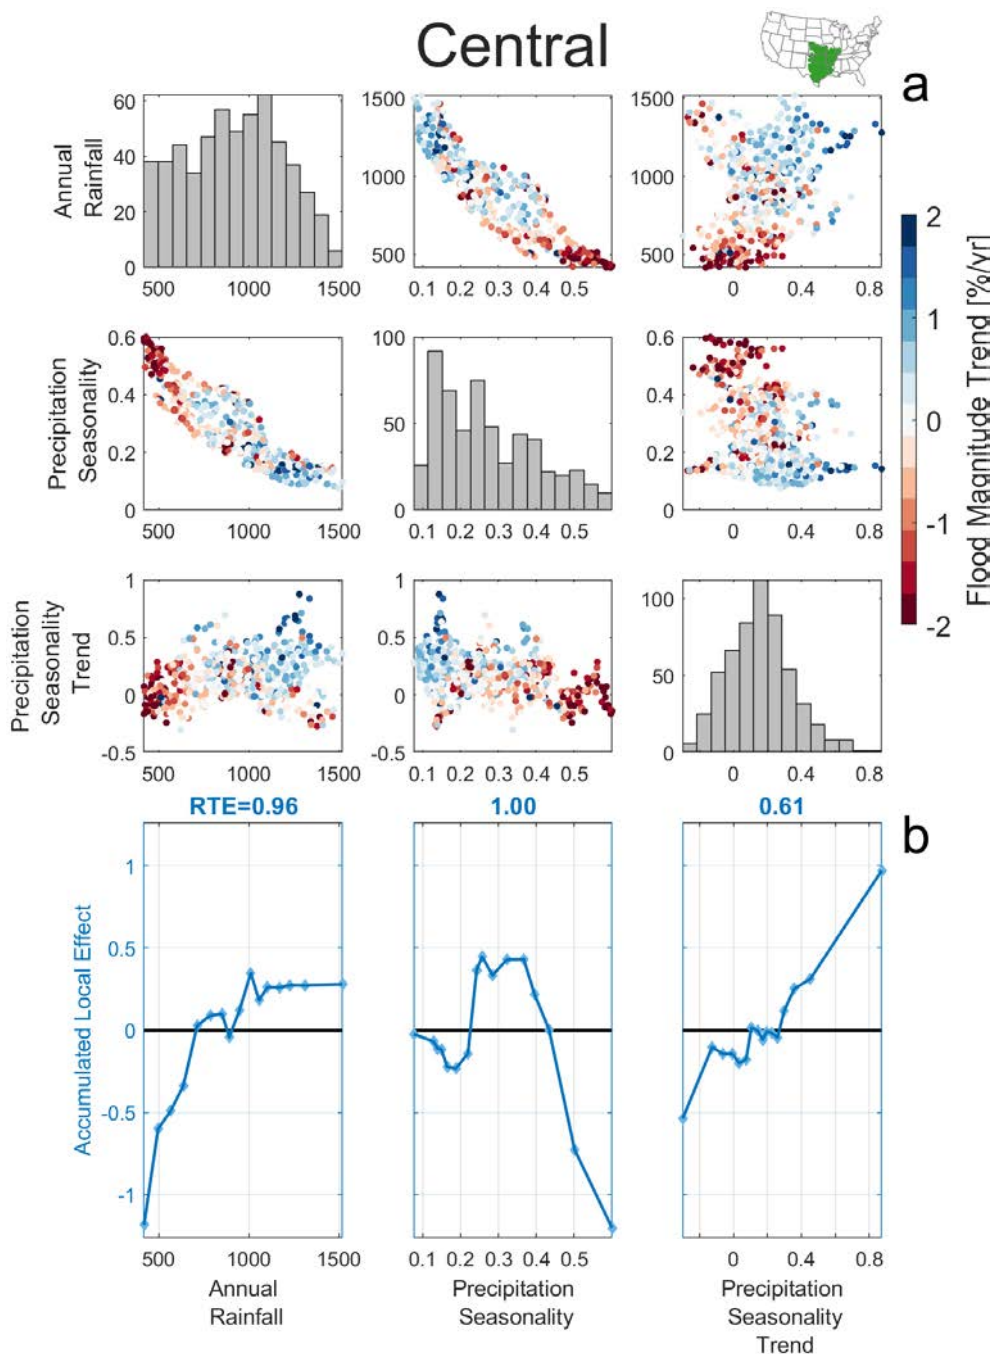 Central
a
Annual
Rainfall
60
40
20
0
500 1000 1500
1500
1000
500
0.1 0.2 0.3 0.4 0.5
1500
1000
500
0 0.4 0.8
Precipitation
Seasonality
0.6
0.4
0.2
0
500 1000 1500
100
50
0
0.1 0.2 0.3 0.4 0.5
0.6
0.4
0.2
0
0 0.4 0.8
Precipitation
Seasonality
Trend
1
0.5
0
-0.5
500 1000 1500
1
0.5
0
-0.5
0.1 0.2 0.3 0.4 0.5
100
50
0
0 0.4 0.8
2
1
0
-1
-2
Flood Magnitude Trend [%/yr]
RTE=0.96 1.00 0.61
b
Accumulated Local Effect
1
0.5
0
-0.5
-1
500 1000 1500
0.1 0.2 0.3 0.4 0.5
0 0.4 0.8
Annual
Rainfall
Precipitation
Seasonality
Precipitation
Seasonality
Trend